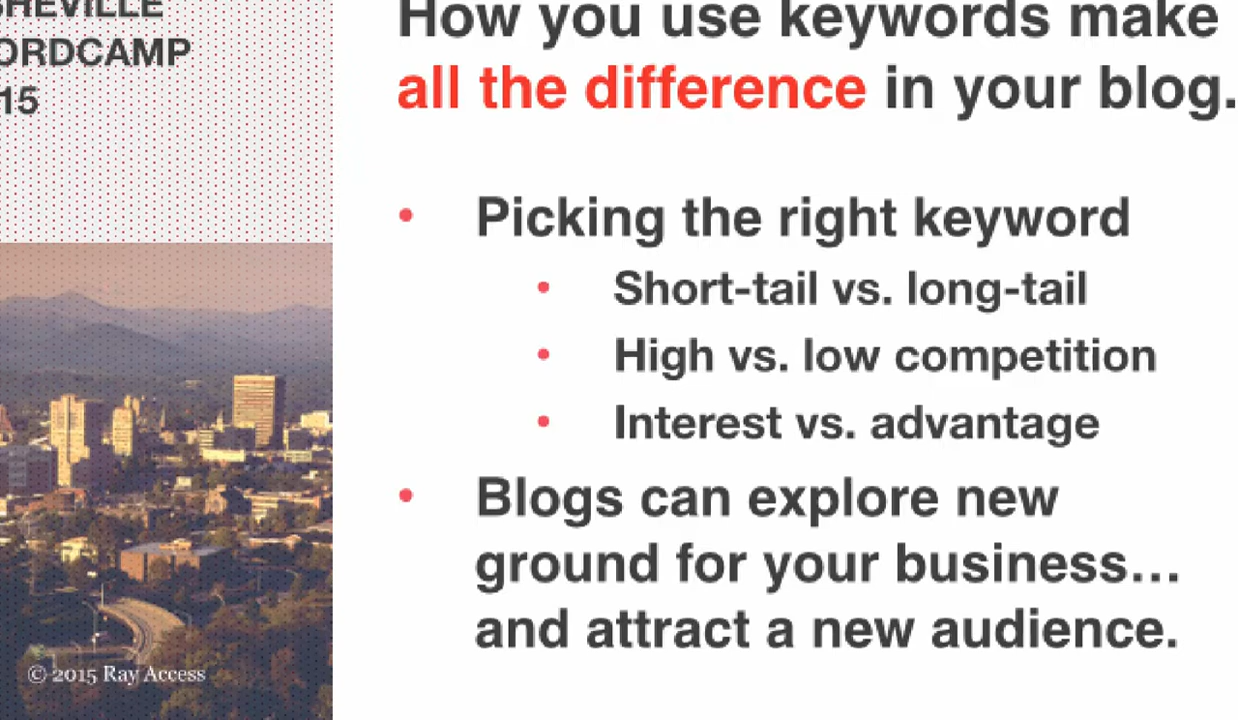 SHEVILLE
ORDCAMP
15
How you use keywords make
all the difference in your blog.
• Picking the right keyword
• Short-tail vs. long-tail
• High vs. low competition
• Interest vs. advantage
• Blogs can explore new
ground for your business…
and attract a new audience.
© 2015 Ray Access